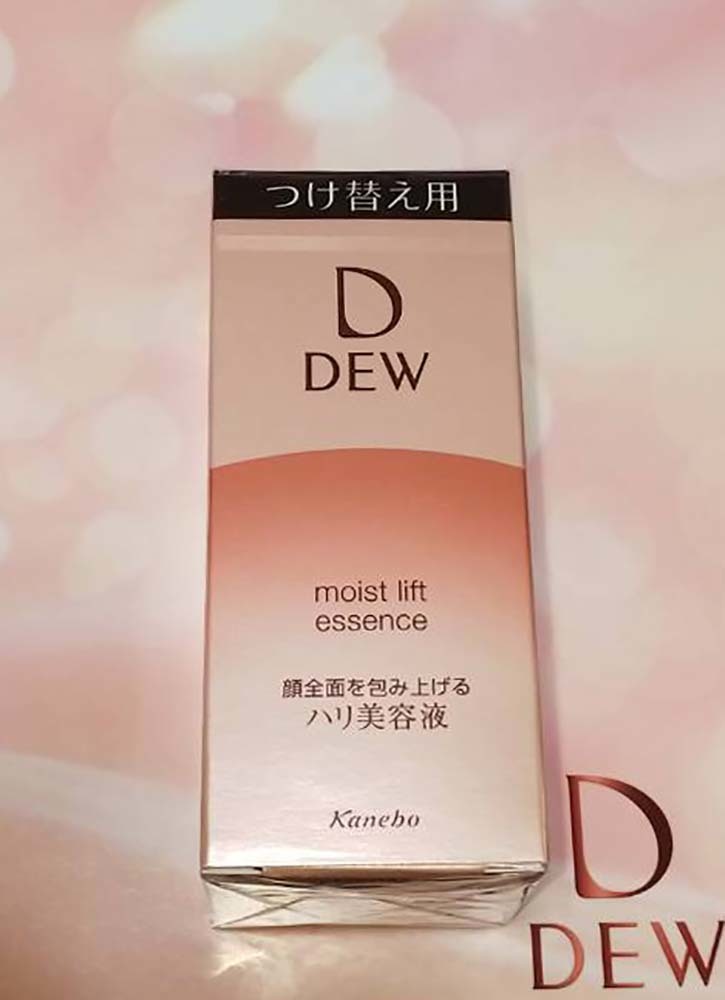 つけ替え用
D
DEW
moist lift
essence
顔全面を包み上げる
ハリ美容液
Kanebo
D
DEW